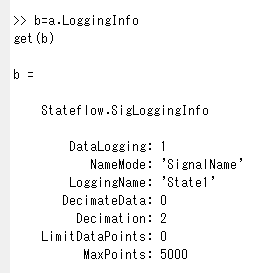 >> b=a.LoggingInfo
get(b)
b =
Stateflow.SigLoggingInfo
DataLogging: 1
NameMode: 'SignalName'
LoggingName: 'State1'
DecimateData: 0
Decimation: 2
LimitDataPoints: 0
MaxPoints: 5000